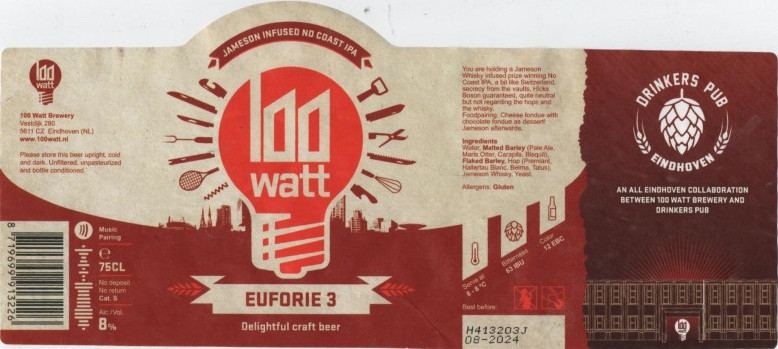 100
watt
100 Watt Brewery
Vestdijk 280
5611 CZ Eindhoven (NL)
www.100watt.nl
Please store this beer upright, cold
and dark. Unfiltered, unpasteurized
and bottle conditioned.
8 719699 913226
Music
Pairing
e
75CL
No deposit
No return
Cat. S
Alc./Vol.
8%
JAMESON INFUSED NO COAST IPA
100
watt
EUFORIE 3
Delightful craft beer
You are holding a Jameson
Whisky infused prize winning No
Coast IPA, a bit like Switzerland,
secrecy from the vaults, Hicks
Boson guaranteed, quite neutral
but not regarding the hops and
the whisky.
Foodpairing: Cheese fondue with
chocolate fondue as dessert!
Jameson afterwards.
Ingredients
Water, Malted Barley (Pale Ale,
Maris Otter, Carapils, Bisquit),
Flaked Barley, Hop (Premiant,
Hallertau Blanc, Belma, Talus),
Jameson Whisky, Yeast.
Allergens: Gluten
Serve at
6 - 8 °C
Bitterness
63 IBU
Color
12 EBC
Best before:
H413203J
08-2024
DRINKERS PUB
EINDHOVEN
AN ALL EINDHOVEN COLLABORATION
BETWEEN 100 WATT BREWERY AND
DRINKERS PUB
100
watt